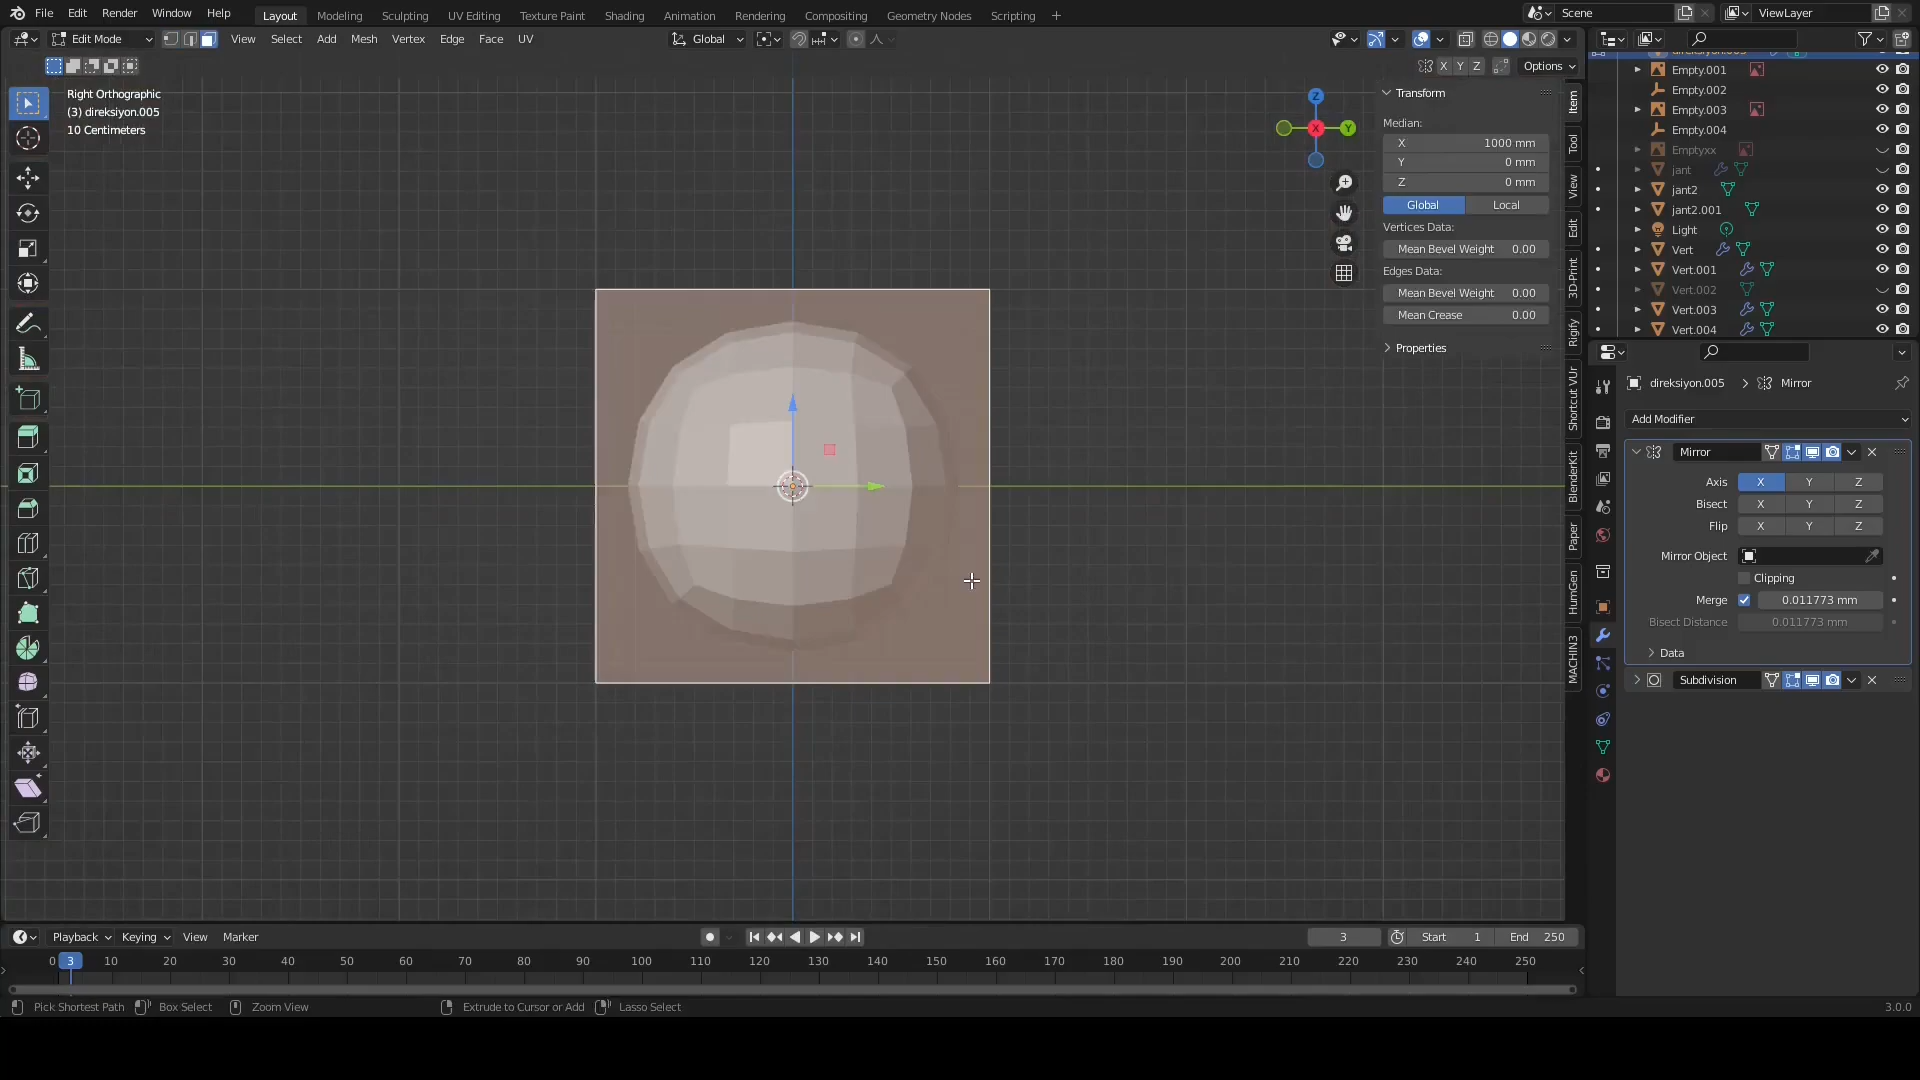 File Edit Render Window Help Layout Modeling Sculpting UV Editing Texture Paint Shading Animation Rendering Compositing Geometry Nodes Scripting + Scene ViewLayer
Edit Mode View Select Add Mesh Vertex Edge Face UV Global
X Y Z Options
Right Orthographic
(3) direksiyon.005
10 Centimeters
Z
X
Y
Transform
Median:
X 1000 mm
Y 0 mm
Z 0 mm
Global Local
Vertices Data:
Mean Bevel Weight 0.00
Edges Data:
Mean Bevel Weight 0.00
Mean Crease 0.00
Properties
Item
Tool
View
Edit
3D-Print
Rigify
Shortcut VUr
BlenderKit
Paper
HumGen
MACHIN3
direksiyon.005
Empty.001
Empty.002
Empty.003
Empty.004
Emptyxx
jant
jant2
jant2.001
Light
Vert
Vert.001
Vert.002
Vert.003
Vert.004
direksiyon.005 > Mirror
Add Modifier
Mirror
Axis X Y Z
Bisect X Y Z
Flip X Y Z
Mirror Object
Clipping
Merge 0.011773 mm
Bisect Distance 0.011773 mm
Data
Subdivision
Playback Keying View Marker 3 Start 1 End 250
0 3 10 20 30 40 50 60 70 80 90 100 110 120 130 140 150 160 170 180 190 200 210 220 230 240 250
Pick Shortest Path Box Select Zoom View Extrude to Cursor or Add Lasso Select 3.0.0